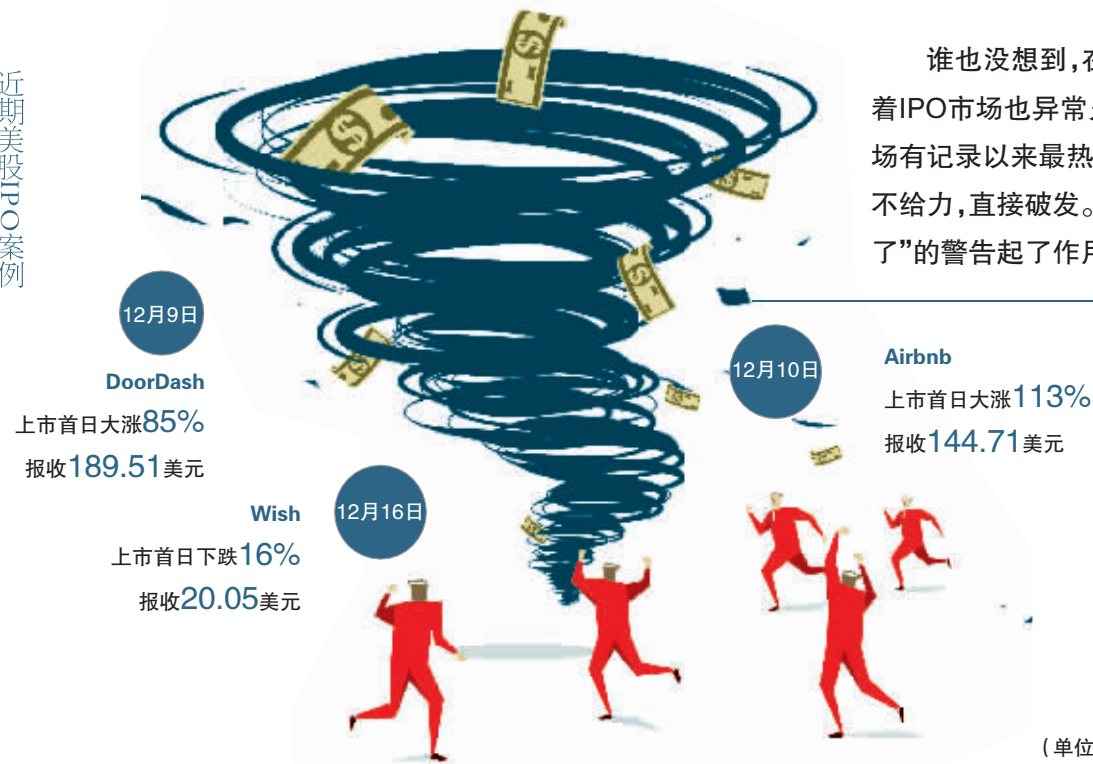 近期美股IPO案例
谁也没想到,在
着IPO市场也异常
场有记录以来最热
不给力,直接破发。
了”的警告起了作用
12月9日
DoorDash
上市首日大涨85%
报收189.51美元
12月10日
Airbnb
上市首日大涨113%
报收144.71美元
12月16日
Wish
上市首日下跌16%
报收20.05美元
(单位